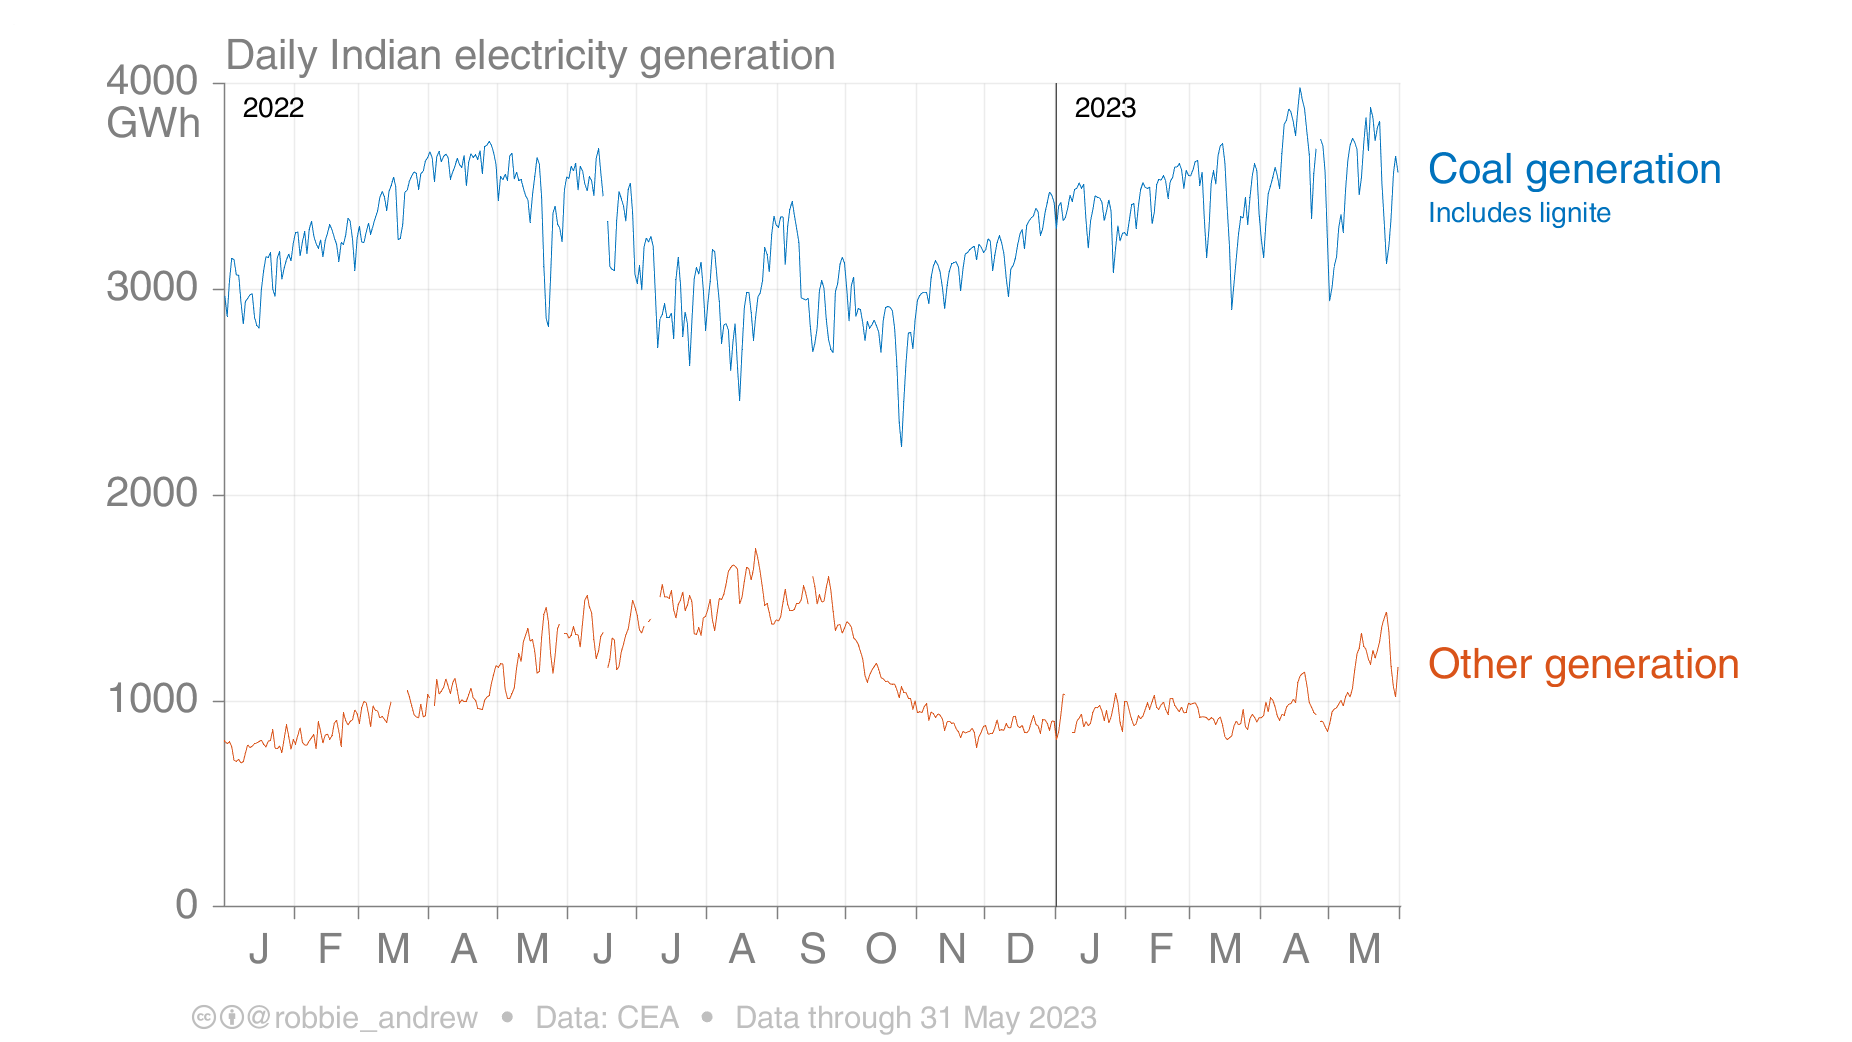 Daily Indian electricity generation
4000
GWh
2022
2023
Coal generation
Includes lignite
3000
2000
Other generation
1000
0
J F M A M J J A S O N D J F M A M
@robbie_andrew • Data: CEA • Data through 31 May 2023